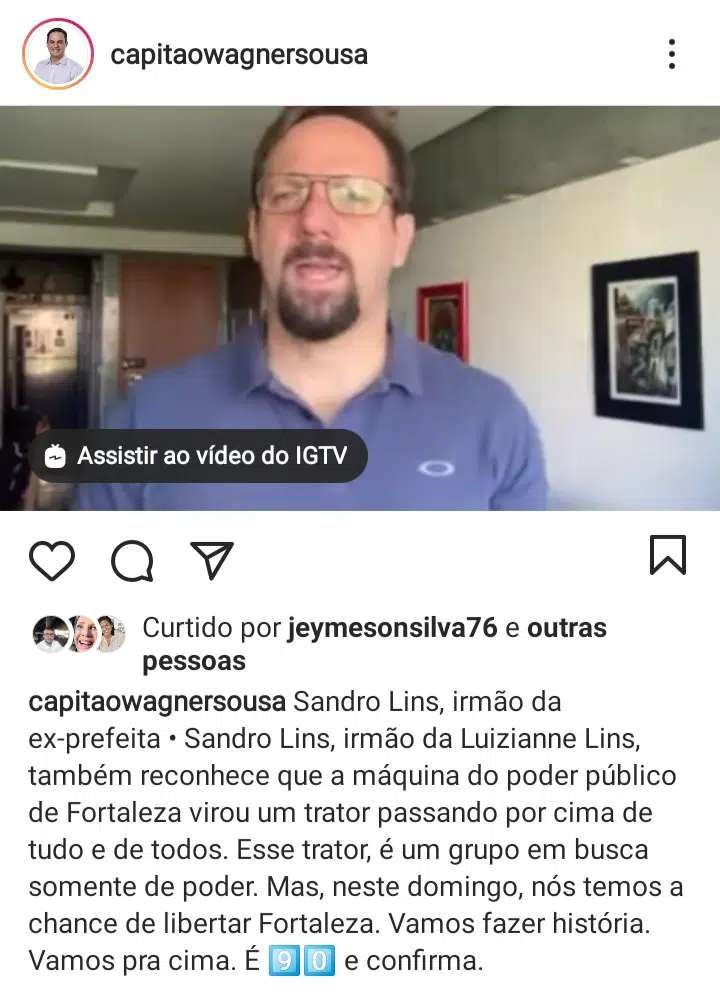 capitaowagnersousa
Assistir ao vídeo do IGTV
Curtido por jeymesonsilva76 e outras
pessoas
capitaowagnersousa Sandro Lins, irmão da
ex-prefeita • Sandro Lins, irmão da Luizianne Lins,
também reconhece que a máquina do poder público
de Fortaleza virou um trator passando por cima de
tudo e de todos. Esse trator, é um grupo em busca
somente de poder. Mas, neste domingo, nós temos a
chance de libertar Fortaleza. Vamos fazer história.
Vamos pra cima. É 9️⃣0️⃣ e confirma.